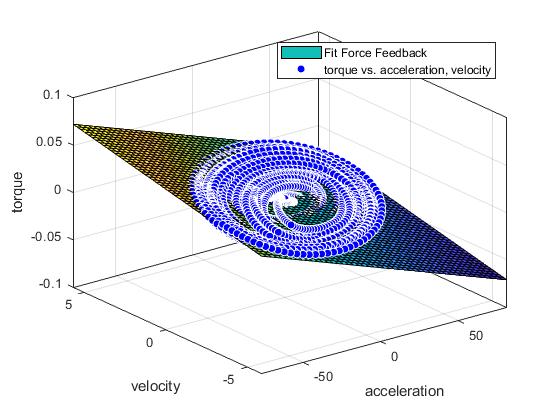 Fit Force Feedback
torque vs. acceleration, velocity
0.1
0.05
0
-0.05
-0.1
torque
5
0
-5
velocity
-50
0
50
acceleration